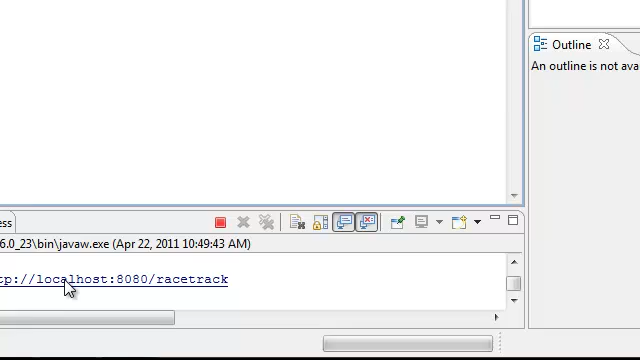 Outline
An outline is not ava
ess
6.0_23\bin\javaw.exe (Apr 22, 2011 10:49:43 AM)
tp://localhost:8080/racetrack